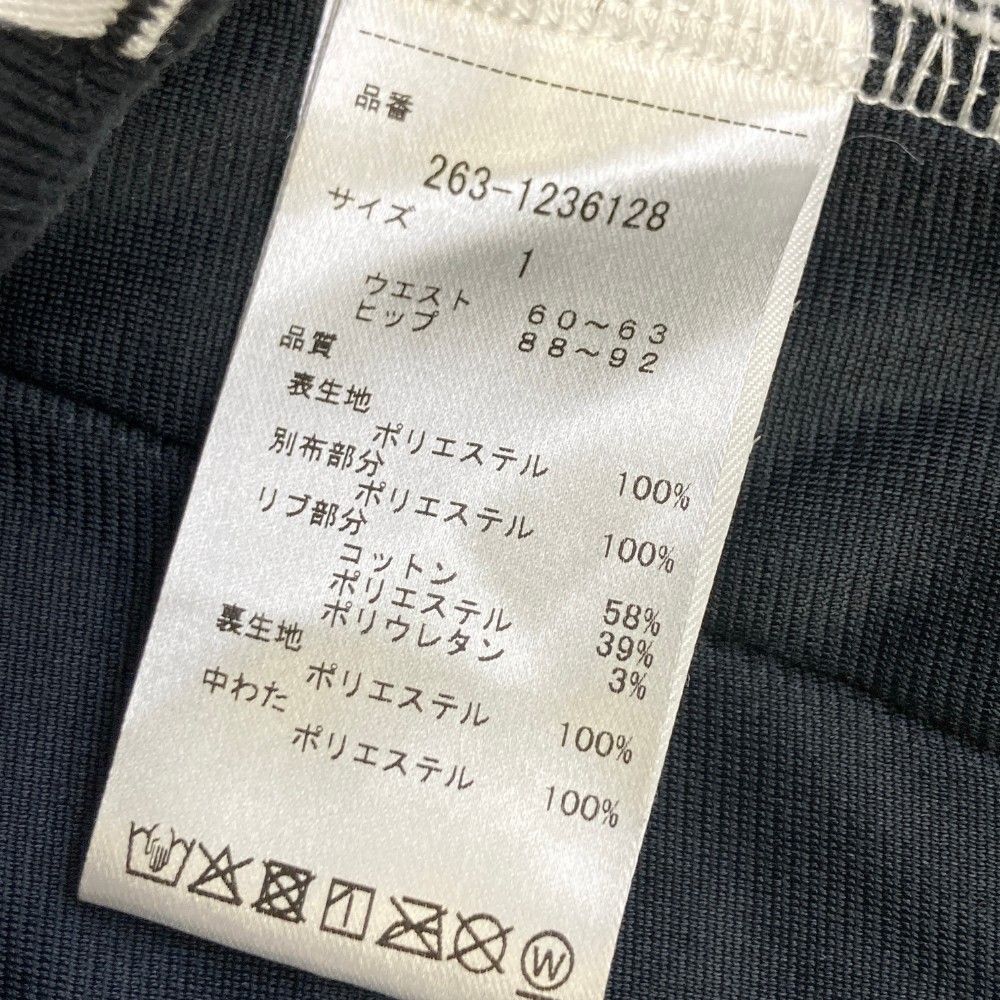 品番
263-1236128
サイズ
1
ウエスト 60~63
ヒップ 88~92
品質
表生地
ポリエステル 100%
別布部分
ポリエステル 100%
リブ部分
コットン 58%
ポリエステル 39%
ポリウレタン 3%
裏生地
ポリエステル 100%
中わた
ポリエステル 100%
W